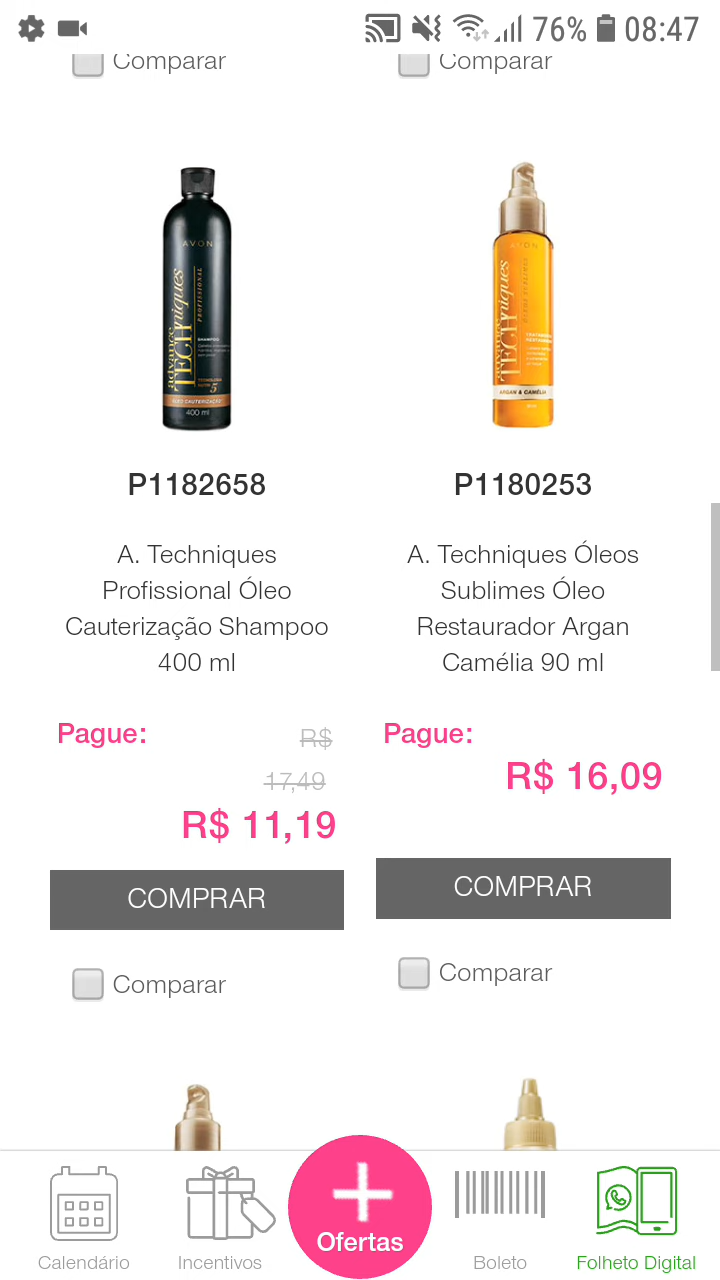 76% 08:47
Comparar
Comparar
AVON
advance
TECHniques
PROFISSIONAL
SHAMPOO
400 ml
AVON
advance
TECHniques
ARGAN & CAMÉLIA
P1182658
A. Techniques
Profissional Óleo
Cauterização Shampoo
400 ml
Pague:
R$
17,49
R$ 11,19
COMPRAR
Comparar
P1180253
A. Techniques Óleos
Sublimes Óleo
Restaurador Argan
Camélia 90 ml
Pague:
R$ 16,09
COMPRAR
Comparar
Calendário
Incentivos
Ofertas
Boleto
Folheto Digital